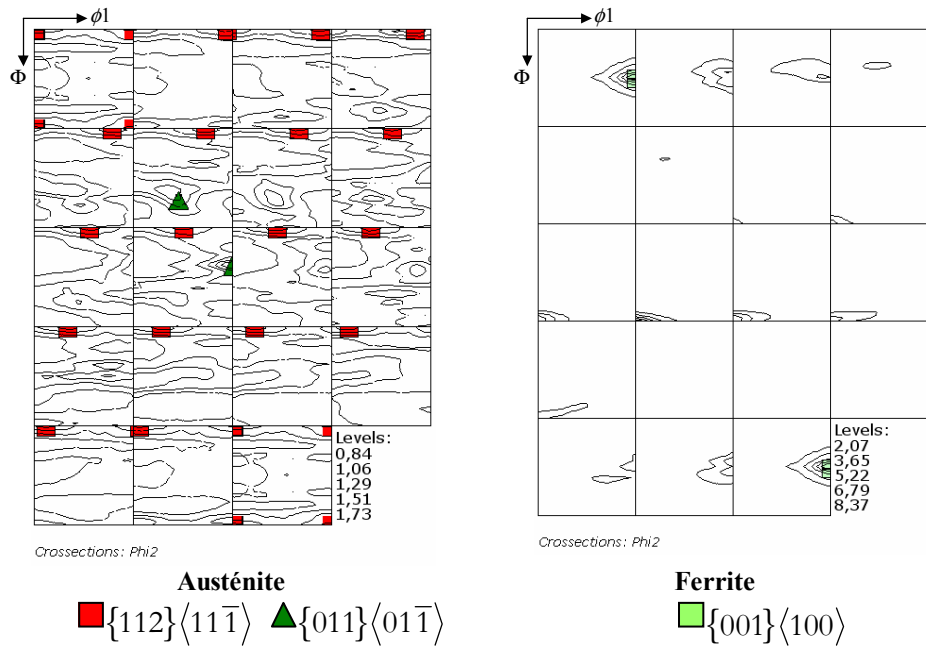 ϕ1
Φ
Levels:
0,84
1,06
1,29
1,51
1,73
Crossections: Phi2
Austénite
{112}⟨111̅⟩ {011}⟨011̅⟩
ϕ1
Φ
Levels:
2,07
3,65
5,22
6,79
8,37
Crossections: Phi2
Ferrite
{001}⟨100⟩